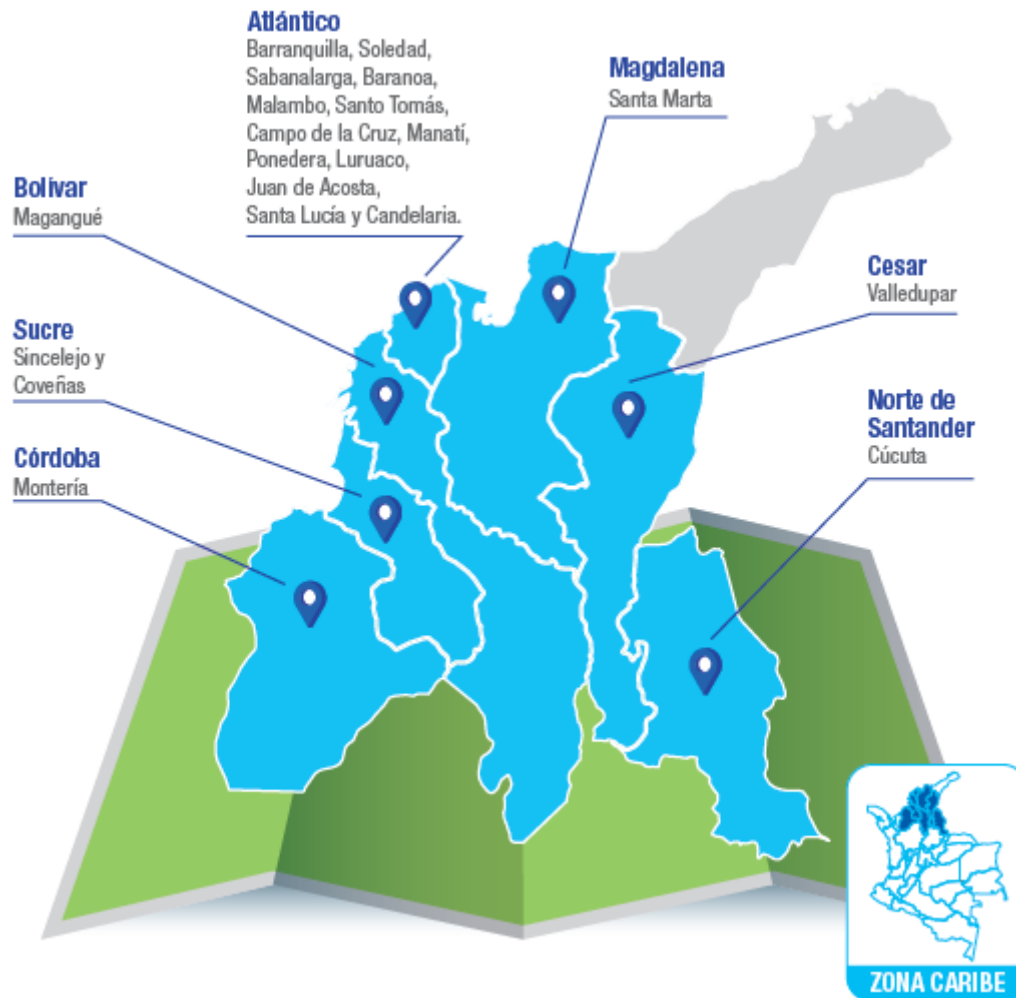 Atlántico
Barranquilla, Soledad,
Sabanalarga, Baranoa,
Malambo, Santo Tomás,
Campo de la Cruz, Manatí,
Ponedera, Luruaco,
Juan de Acosta,
Santa Lucía y Candelaria.
Magdalena
Santa Marta
Bolívar
Magangué
Cesar
Valledupar
Sucre
Sincelejo y
Coveñas
Norte de
Santander
Cúcuta
Córdoba
Montería
ZONA CARIBE